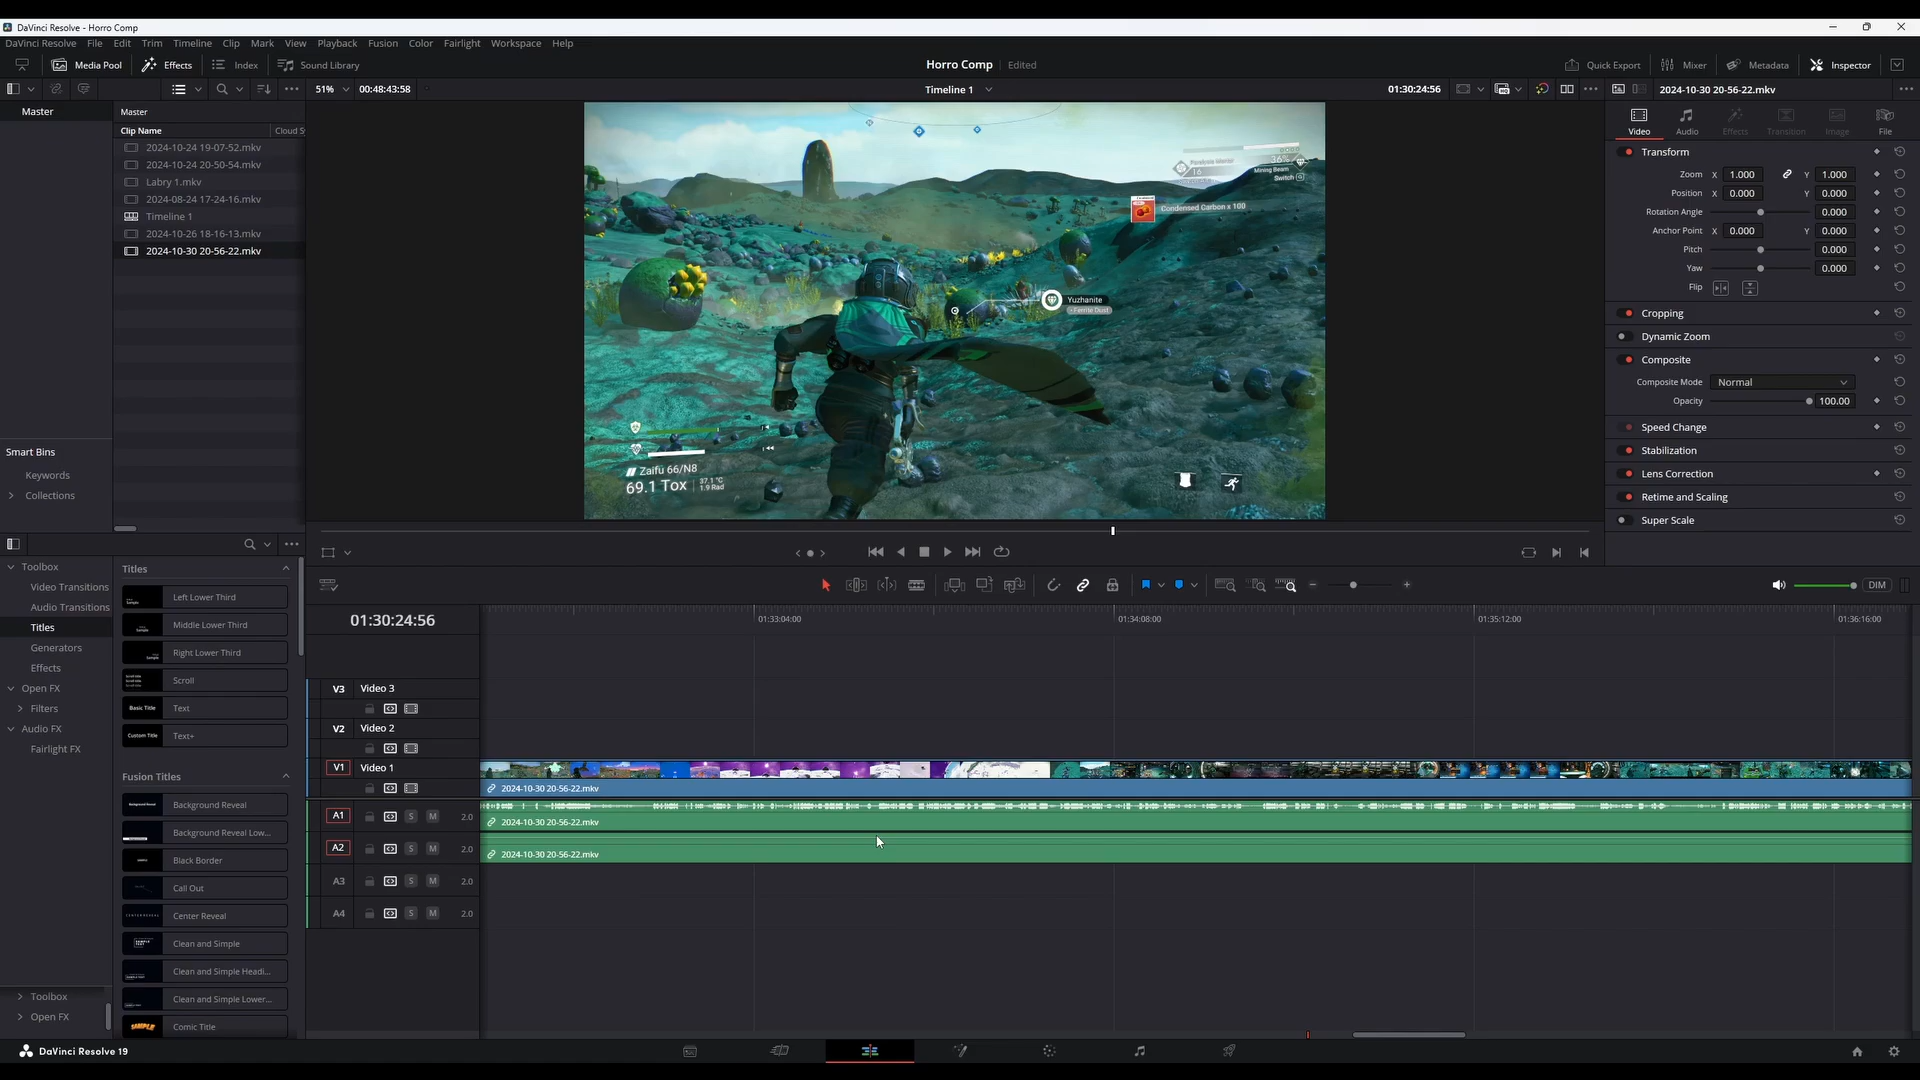 DaVinci Resolve - Horro Comp
DaVinci Resolve File Edit Trim Timeline Clip Mark View Playback Fusion Color Fairlight Workspace Help
Media Pool Effects Index Sound Library
Horro Comp Edited
Quick Export Mixer Metadata Inspector
51% 00:48:43:58
Timeline 1
01:30:24:56
2024-10-30 20-56-22.mkv
Master
Master
Clip Name Cloud S
2024-10-24 19-07-52.mkv
2024-10-24 20-50-54.mkv
Labry 1.mkv
2024-08-24 17-24-16.mkv
Timeline 1
2024-10-26 18-16-13.mkv
2024-10-30 20-56-22.mkv
Smart Bins
Keywords
Collections
16
36%
Mining Beam
Switch
Condensed Carbon x 100
Yuzhanite
- Ferrite Dust
Zaifu 66/N8
69.1 Tox
37.1 °C
1.9 Rad
Video Audio Effects Transition Image File
Transform
Zoom X 1.000 Y 1.000
Position X 0.000 Y 0.000
Rotation Angle 0.000
Anchor Point X 0.000 Y 0.000
Pitch 0.000
Yaw 0.000
Flip
Cropping
Dynamic Zoom
Composite
Composite Mode Normal
Opacity 100.00
Speed Change
Stabilization
Lens Correction
Retime and Scaling
Super Scale
Toolbox
Video Transitions
Audio Transitions
Titles
Generators
Effects
Open FX
Filters
Audio FX
Fairlight FX
Toolbox
Open FX
Titles
Left Lower Third
Middle Lower Third
Right Lower Third
Scroll
Basic Title Text
Custom Title Text+
Fusion Titles
Background Reveal
Background Reveal Low...
Black Border
Call Out
Center Reveal
Clean and Simple
Clean and Simple Headi...
Clean and Simple Lower...
SAMPLE Comic Title
DIM
01:30:24:56
01:33:04:00 01:34:08:00 01:35:12:00 01:36:16:00
V3 Video 3
V2 Video 2
V1 Video 1
2024-10-30 20-56-22.mkv
A1 S M 2.0
2024-10-30 20-56-22.mkv
A2 S M 2.0
2024-10-30 20-56-22.mkv
A3 S M 2.0
A4 S M 2.0
DaVinci Resolve 19